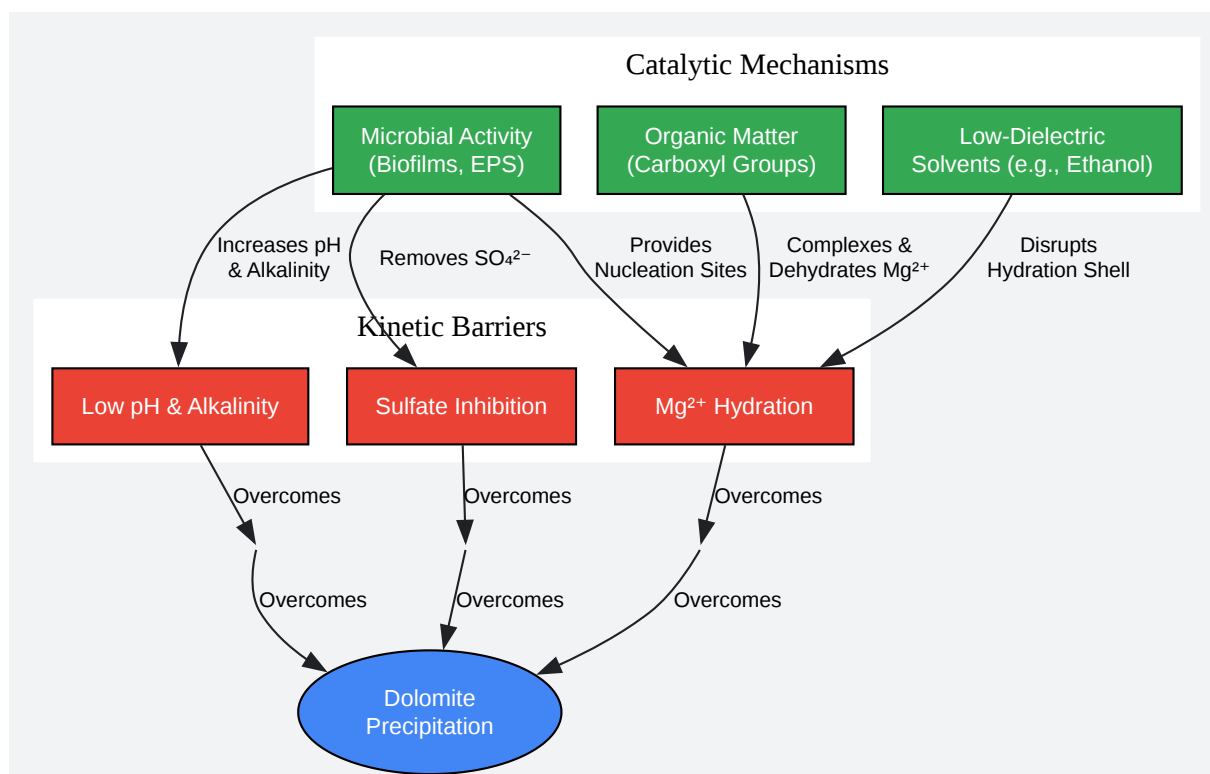 Catalytic Mechanisms
Microbial Activity
(Biofilms, EPS)
Organic Matter
(Carboxyl Groups)
Low-Dielectric
Solvents (e.g., Ethanol)
Increases pH
& Alkalinity
Removes SO₄²⁻
Provides
Nucleation Sites
Complexes &
Dehydrates Mg²⁺
Disrupts
Hydration Shell
Kinetic Barriers
Low pH & Alkalinity
Sulfate Inhibition
Mg²⁺ Hydration
Overcomes
Overcomes
Overcomes
Overcomes
Overcomes
Overcomes
Dolomite
Precipitation